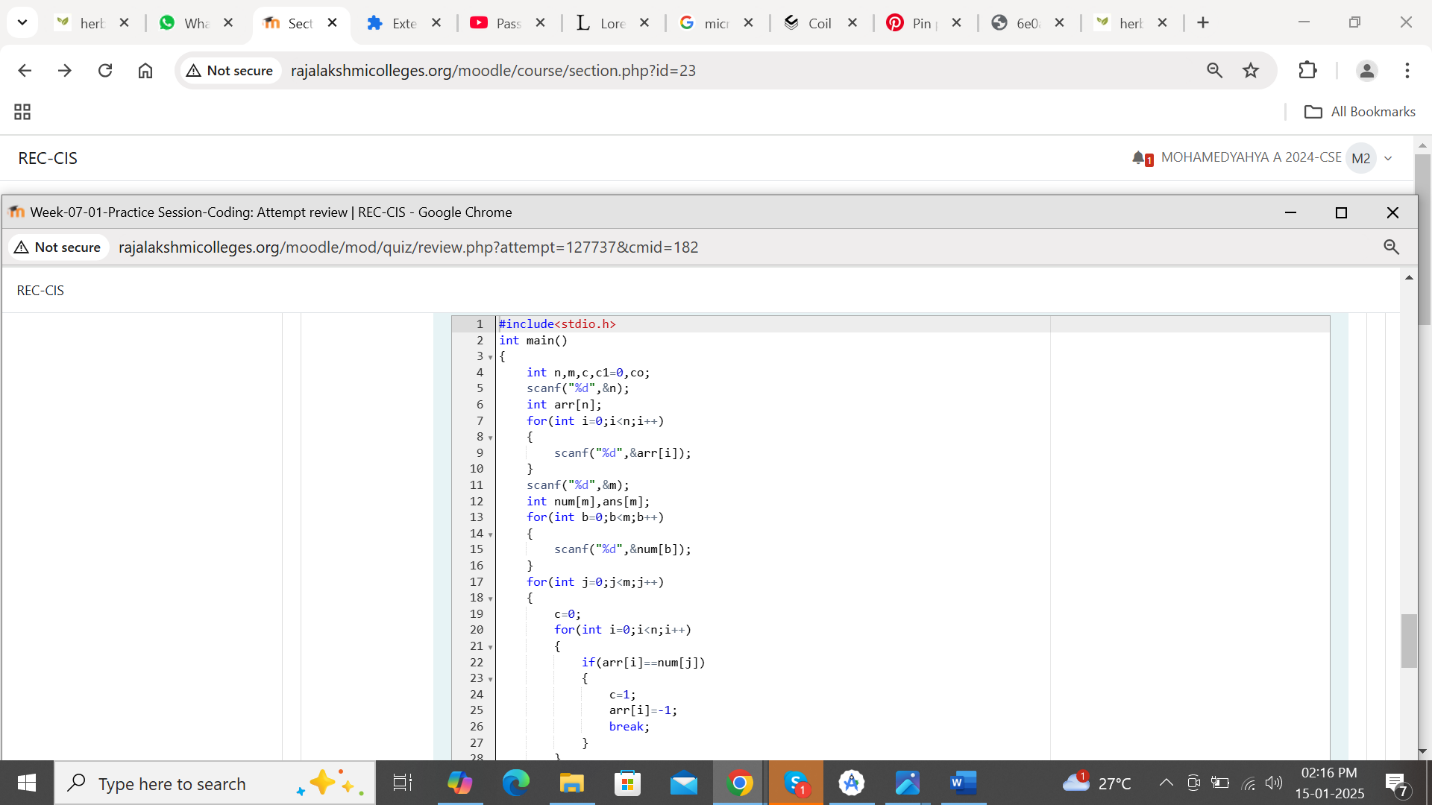 herb
Wha
Sect
Exte
Pass
Lore
micr
Coil
Pin
6e0
herb
Not secure
rajalakshmicolleges.org/moodle/course/section.php?id=23
All Bookmarks
REC-CIS
1
MOHAMEDYAHYA A 2024-CSE
M2
Week-07-01-Practice Session-Coding: Attempt review | REC-CIS - Google Chrome
Not secure
rajalakshmicolleges.org/moodle/mod/quiz/review.php?attempt=127737&cmid=182
REC-CIS
1 #include<stdio.h>
2 int main()
3 {
4 int n,m,c,c1=0,co;
5 scanf("%d",&n);
6 int arr[n];
7 for(int i=0;i<n;i++)
8 {
9 scanf("%d",&arr[i]);
10 }
11 scanf("%d",&m);
12 int num[m],ans[m];
13 for(int b=0;b<m;b++)
14 {
15 scanf("%d",&num[b]);
16 }
17 for(int j=0;j<m;j++)
18 {
19 c=0;
20 for(int i=0;i<n;i++)
21 {
22 if(arr[i]==num[j])
23 {
24 c=1;
25 arr[i]=-1;
26 break;
27 }
28 }
Type here to search
1
1
27°C
02:16 PM
15-01-2025
7